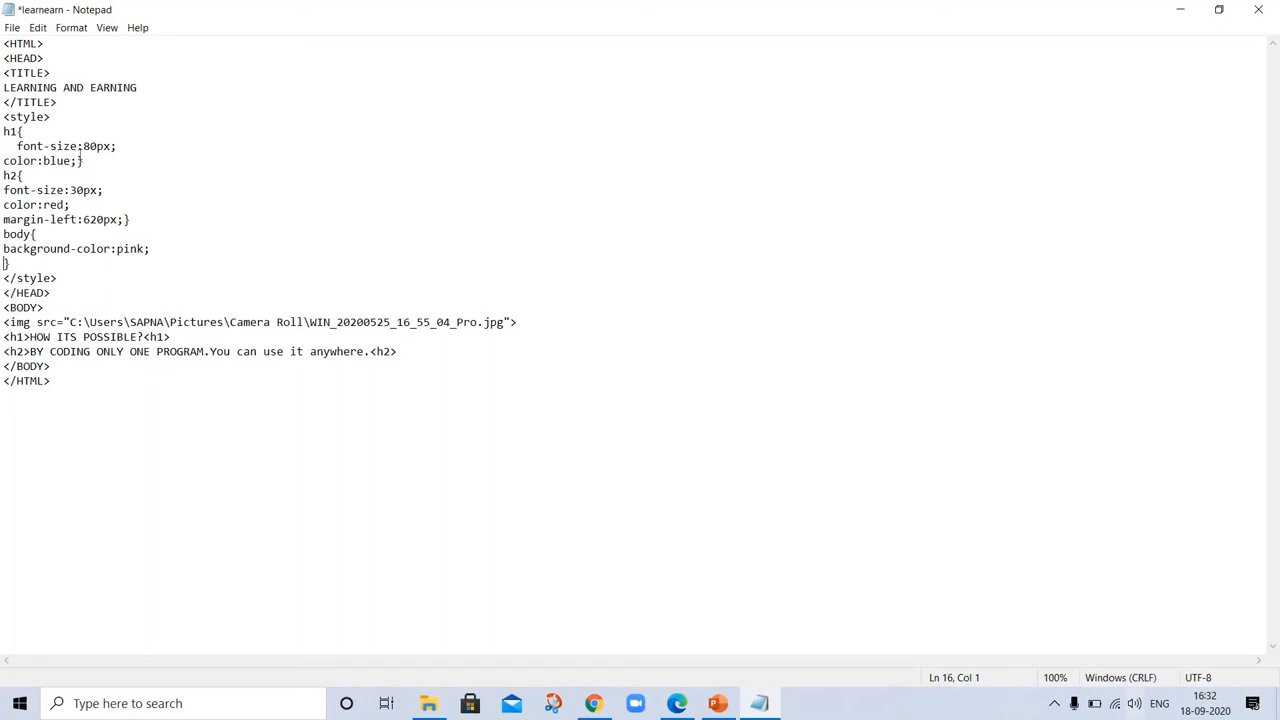 *learnearn - Notepad
File Edit Format View Help
<HTML>
<HEAD>
<TITLE>
LEARNING AND EARNING
</TITLE>
<style>
h1{
  font-size:80px;
color:blue;}
h2{
font-size:30px;
color:red;
margin-left:620px;}
body{
background-color:pink;
}
</style>
</HEAD>
<BODY>
<img src="C:\Users\SAPNA\Pictures\Camera Roll\WIN_20200525_16_55_04_Pro.jpg">
<h1>HOW ITS POSSIBLE?<h1>
<h2>BY CODING ONLY ONE PROGRAM.You can use it anywhere.<h2>
</BODY>
</HTML>
Ln 16, Col 1 100% Windows (CRLF) UTF-8
Type here to search
ENG
16:32
18-09-2020